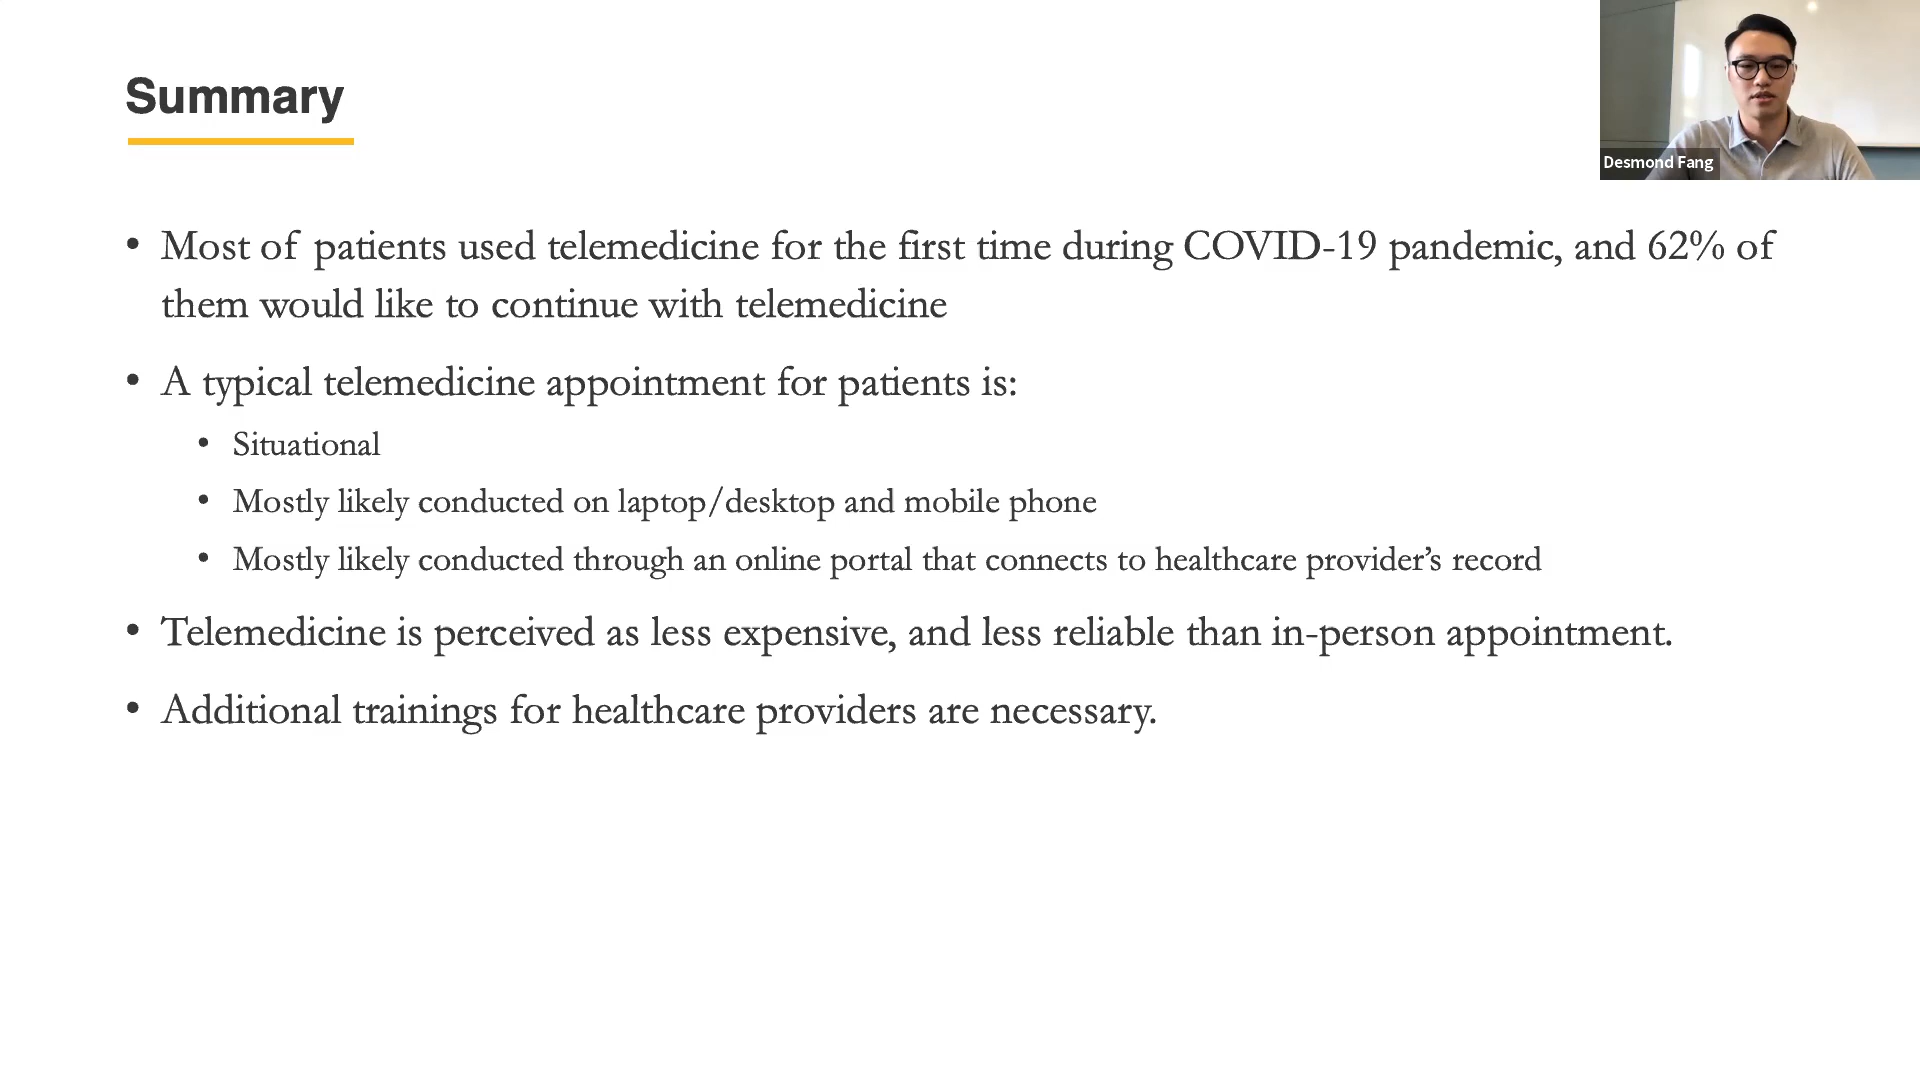 Summary
Desmond Fang
• Most of patients used telemedicine for the first time during COVID-19 pandemic, and 62% of
them would like to continue with telemedicine
• A typical telemedicine appointment for patients is:
• Situational
• Mostly likely conducted on laptop/desktop and mobile phone
• Mostly likely conducted through an online portal that connects to healthcare provider’s record
• Telemedicine is perceived as less expensive, and less reliable than in-person appointment.
• Additional trainings for healthcare providers are necessary.